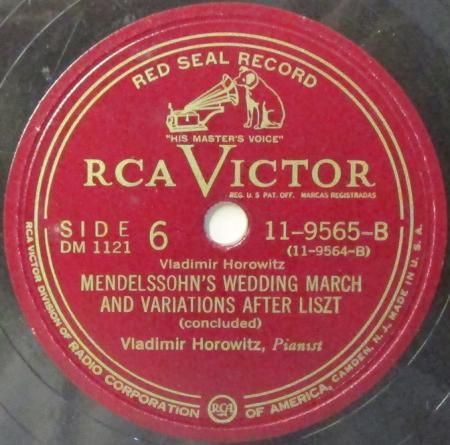 RED SEAL RECORD
"HIS MASTER'S VOICE"
RCA VICTOR
REG. U. S PAT. OFF. MARCAS REGISTRADAS
SIDE 6
DM 1121
11-9565-B
(11-9564-B)
Vladimir Horowitz
MENDELSSOHN'S WEDDING MARCH
AND VARIATIONS AFTER LISZT
(concluded)
Vladimir Horowitz, Pianist
RCA VICTOR DIVISION OF RADIO CORPORATION OF AMERICA, CAMDEN, N. J. MADE IN U. S. A.
RCA